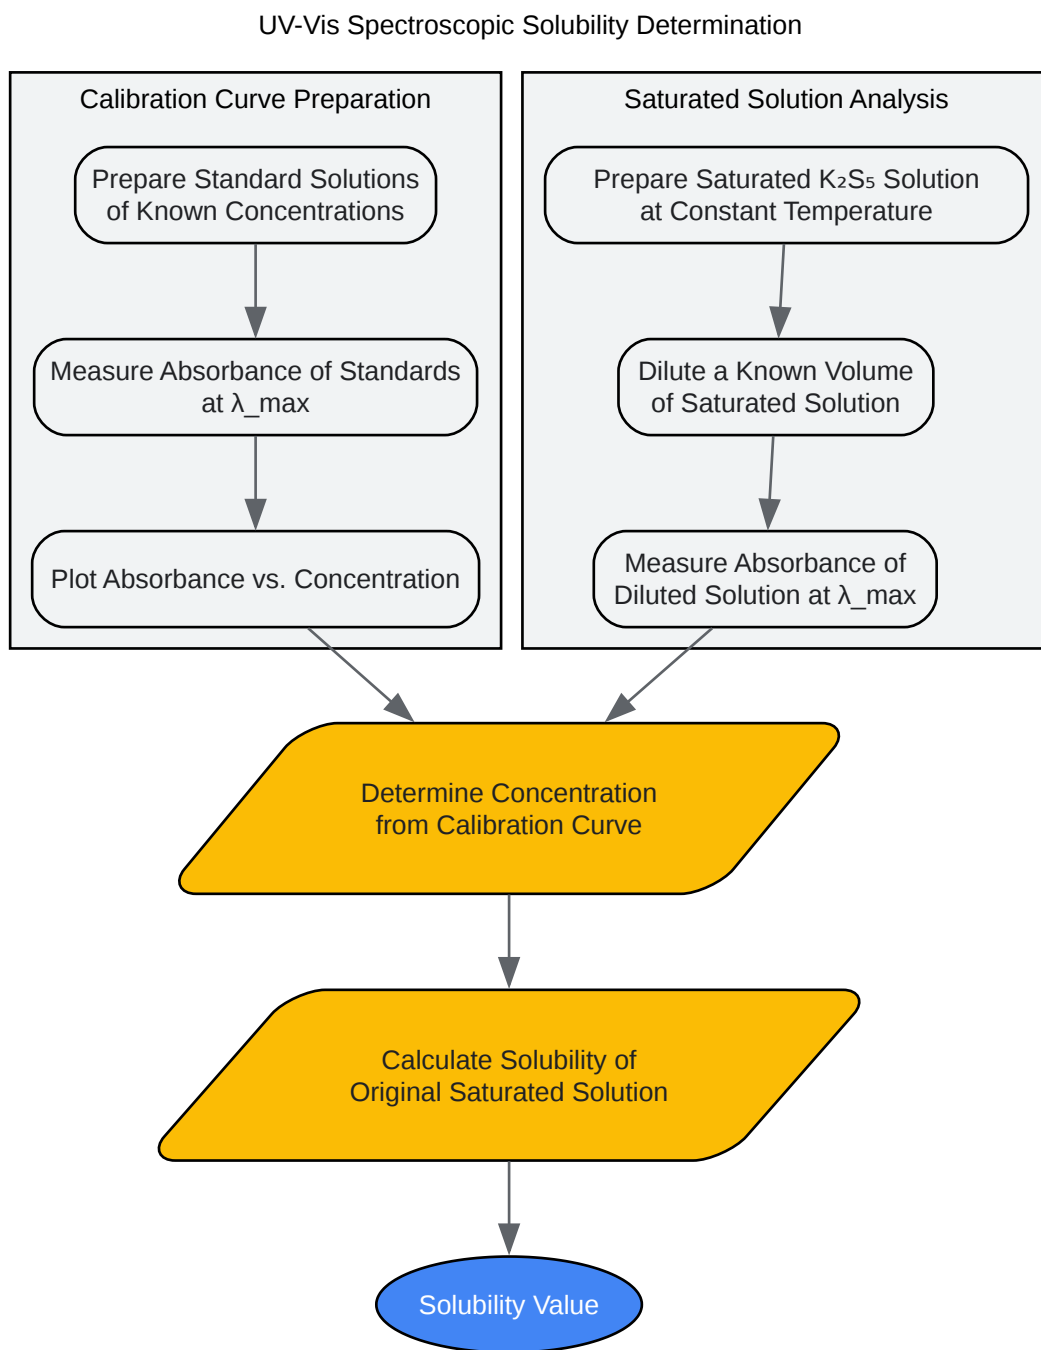 UV-Vis Spectroscopic Solubility Determination
Calibration Curve Preparation
Prepare Standard Solutions
of Known Concentrations
Measure Absorbance of Standards
at λ_max
Plot Absorbance vs. Concentration
Saturated Solution Analysis
Prepare Saturated K₂S₅ Solution
at Constant Temperature
Dilute a Known Volume
of Saturated Solution
Measure Absorbance of
Diluted Solution at λ_max
Determine Concentration
from Calibration Curve
Calculate Solubility of
Original Saturated Solution
Solubility Value